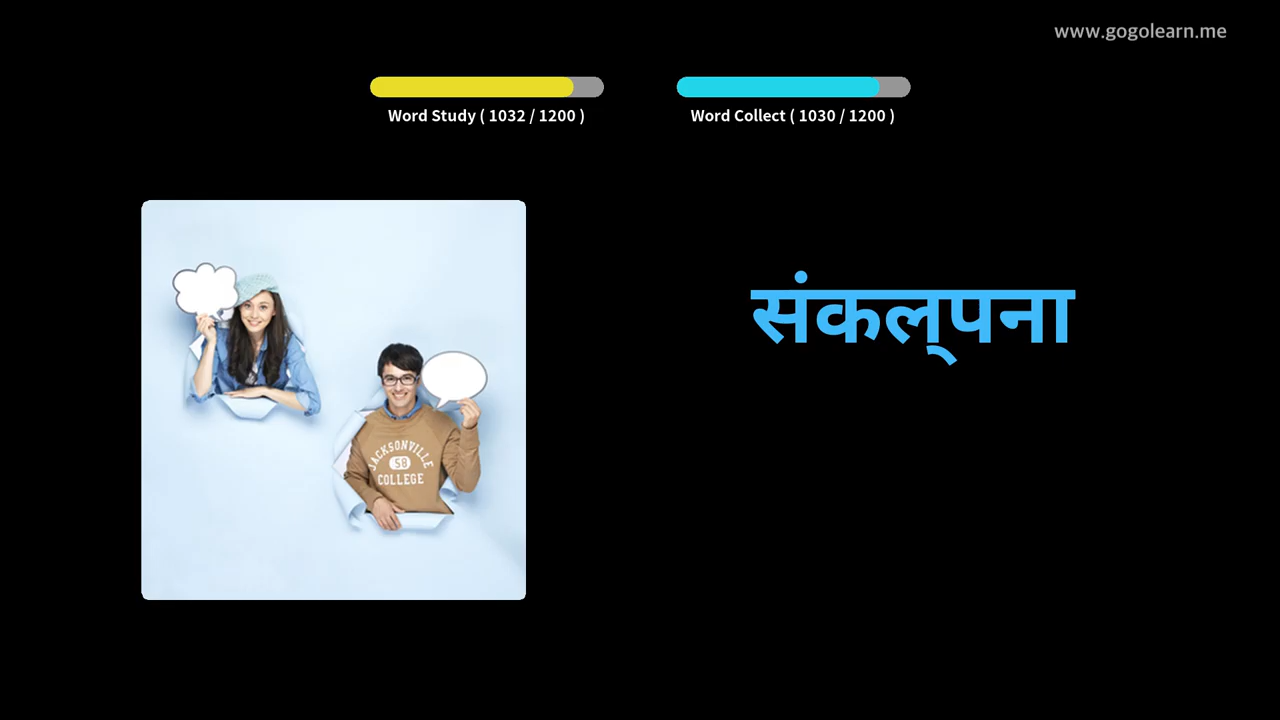 www.gogolearn.me
Word Study ( 1032 / 1200 )
Word Collect ( 1030 / 1200 )
संकल्‌पना
JACKSONVILLE
58
COLLEGE